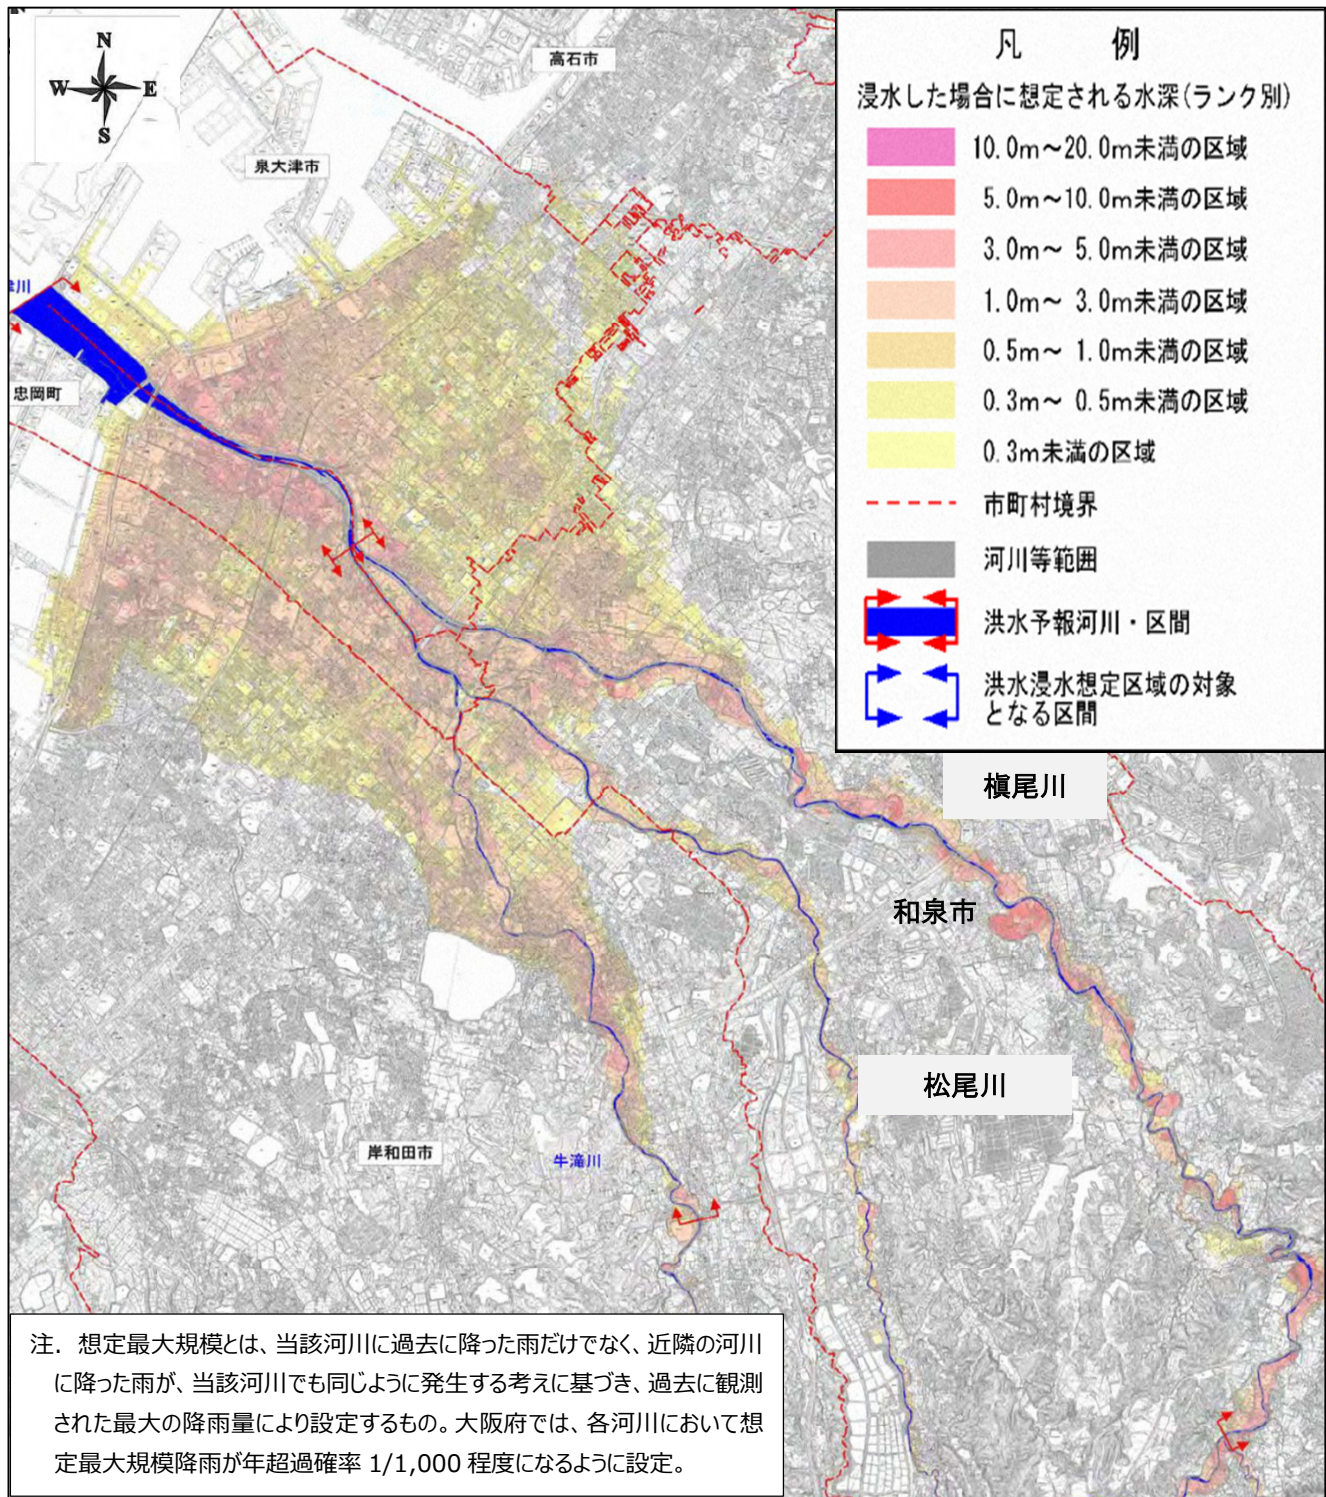 N
W E
S
高石市
泉大津市
忠岡町
凡 例
浸水した場合に想定される水深(ランク別)
10.0m～20.0m未満の区域
5.0m～10.0m未満の区域
3.0m～ 5.0m未満の区域
1.0m～ 3.0m未満の区域
0.5m～ 1.0m未満の区域
0.3m～ 0.5m未満の区域
0.3m未満の区域
市町村境界
河川等範囲
洪水予報河川・区間
洪水浸水想定区域の対象
となる区間
槇尾川
和泉市
松尾川
岸和田市
牛滝川
注．想定最大規模とは、当該河川に過去に降った雨だけでなく、近隣の河川
に降った雨が、当該河川でも同じように発生する考えに基づき、過去に観測
された最大の降雨量により設定するもの。大阪府では、各河川において想
定最大規模降雨が年超過確率 1/1,000 程度になるように設定。